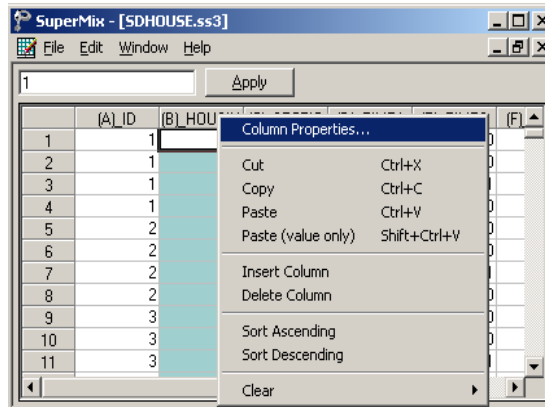 SuperMix - [SDHOUSE.ss3]
File Edit Window Help
1 Apply
(A)_ID (B)_HOUSIN (F)_
Column Properties...
1 1
2 1
Cut Ctrl+X
3 1
Copy Ctrl+C
4 1
Paste Ctrl+V
5 2
Paste (value only) Shift+Ctrl+V
6 2
7 2
Insert Column
8 2
Delete Column
9 3
Sort Ascending
10 3
Sort Descending
11 3
Clear